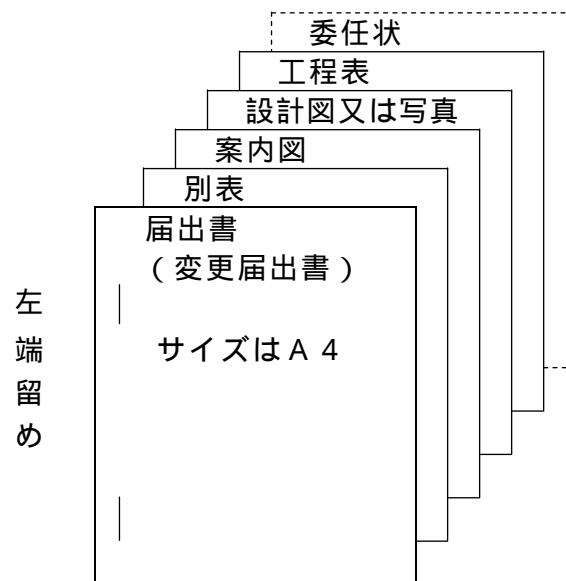 委任状
工程表
設計図又は写真
案内図
別表
届出書
（変更届出書）
サイズはＡ４
左端留め